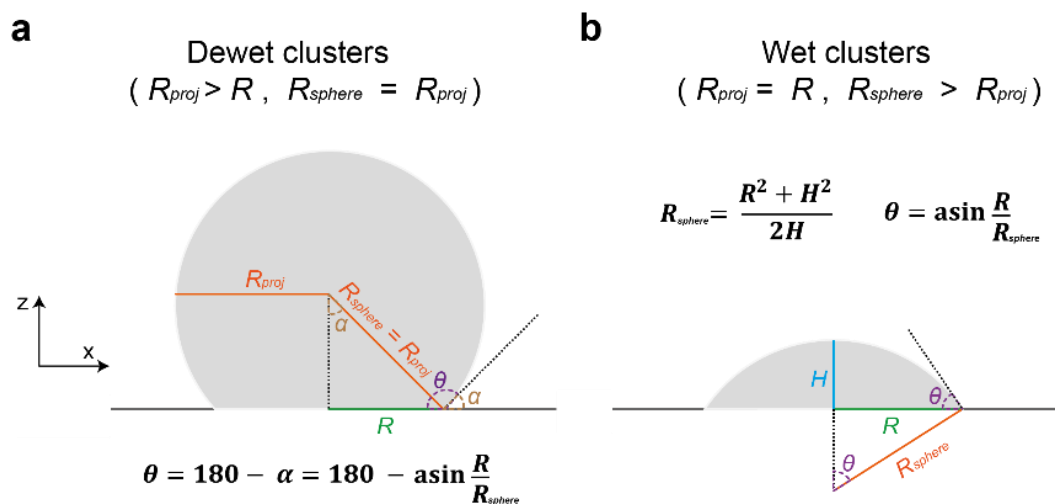 a
Dewet clusters
( Rproj > R , Rsphere = Rproj )
z
x
Rproj
Rsphere = Rproj
α
θ
α
R
θ = 180 − α = 180 − asin R/Rsphere
b
Wet clusters
( Rproj = R , Rsphere > Rproj )
Rsphere = R² + H² / 2H
θ = asin R/Rsphere
H
θ
R
θ
Rsphere